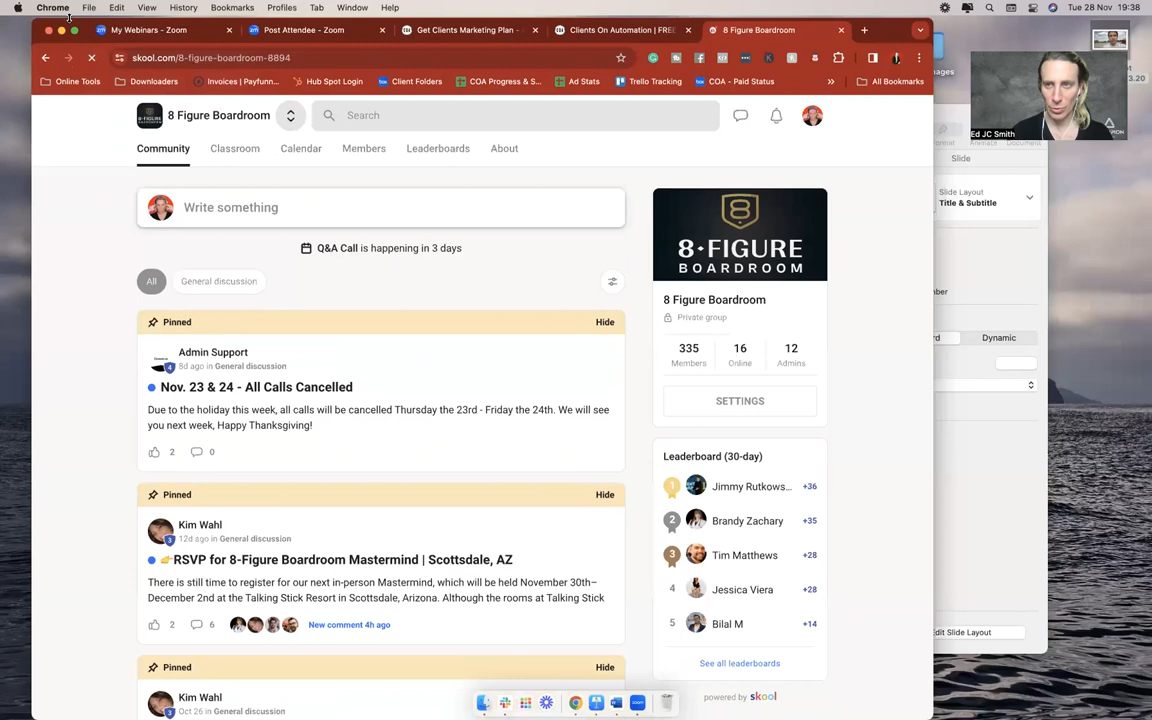 Chrome File Edit View History Bookmarks Profiles Tab Window Help Tue 28 Nov 19:38
My Webinars - Zoom Post Attendee - Zoom Get Clients Marketing Plan - Clients On Automation | FREE 8 Figure Boardroom
skool.com/8-figure-boardroom-8894
Online Tools Downloaders Invoices | Payfunn... Hub Spot Login Client Folders COA Progress & S... Ad Stats Trello Tracking COA - Paid Status All Bookmarks
Ed JC Smith
3.20
8 Figure Boardroom Search
Community Classroom Calendar Members Leaderboards About
Write something
Q&A Call is happening in 3 days
All General discussion
Pinned Hide
Admin Support
4
8d ago in General discussion
Nov. 23 & 24 - All Calls Cancelled
Due to the holiday this week, all calls will be cancelled Thursday the 23rd - Friday the 24th. We will see
you next week, Happy Thanksgiving!
2 0
Pinned Hide
Kim Wahl
3
12d ago in General discussion
RSVP for 8-Figure Boardroom Mastermind | Scottsdale, AZ
There is still time to register for our next in-person Mastermind, which will be held November 30th–
December 2nd at the Talking Stick Resort in Scottsdale, Arizona. Although the rooms at Talking Stick
2 6 New comment 4h ago
Pinned Hide
Kim Wahl
3
Oct 26 in General discussion
8
8•FIGURE
BOARDROOM
8 Figure Boardroom
Private group
335 16 12
Members Online Admins
SETTINGS
Leaderboard (30-day)
1 Jimmy Rutkows... +36
2 Brandy Zachary +35
3 Tim Matthews +28
4 Jessica Viera +28
5 Bilal M +14
See all leaderboards
powered by skool
Slide
Slide Layout
Title & Subtitle
Dynamic
Edit Slide Layout
zoom